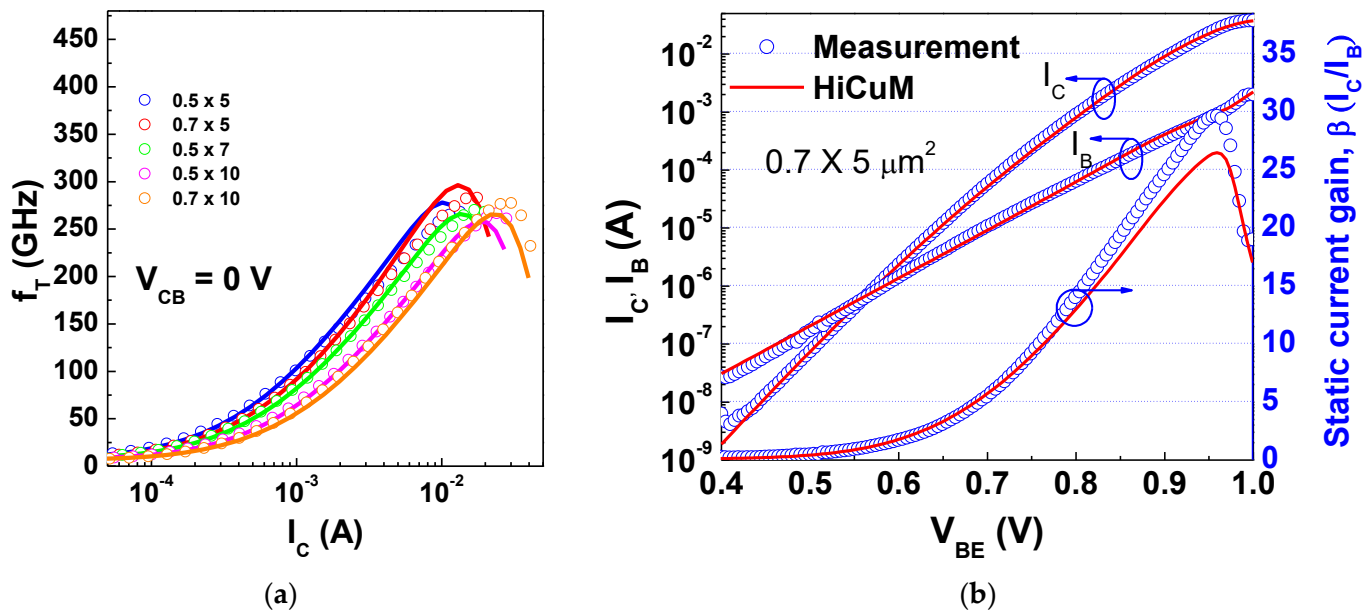 450
400
350
300
250
200
150
100
50
0
f_T (GHz)
0.5 x 5
0.7 x 5
0.5 x 7
0.5 x 10
0.7 x 10
V_CB = 0 V
10^-4
10^-3
10^-2
I_C (A)
(a)
10^-2
10^-3
10^-4
10^-5
10^-6
10^-7
10^-8
10^-9
I_C, I_B (A)
Measurement
HiCuM
I_C
I_B
0.7 X 5 μm^2
35
30
25
20
15
10
5
0
Static current gain, β (I_C/I_B)
0.4
0.5
0.6
0.7
0.8
0.9
1.0
V_BE (V)
(b)